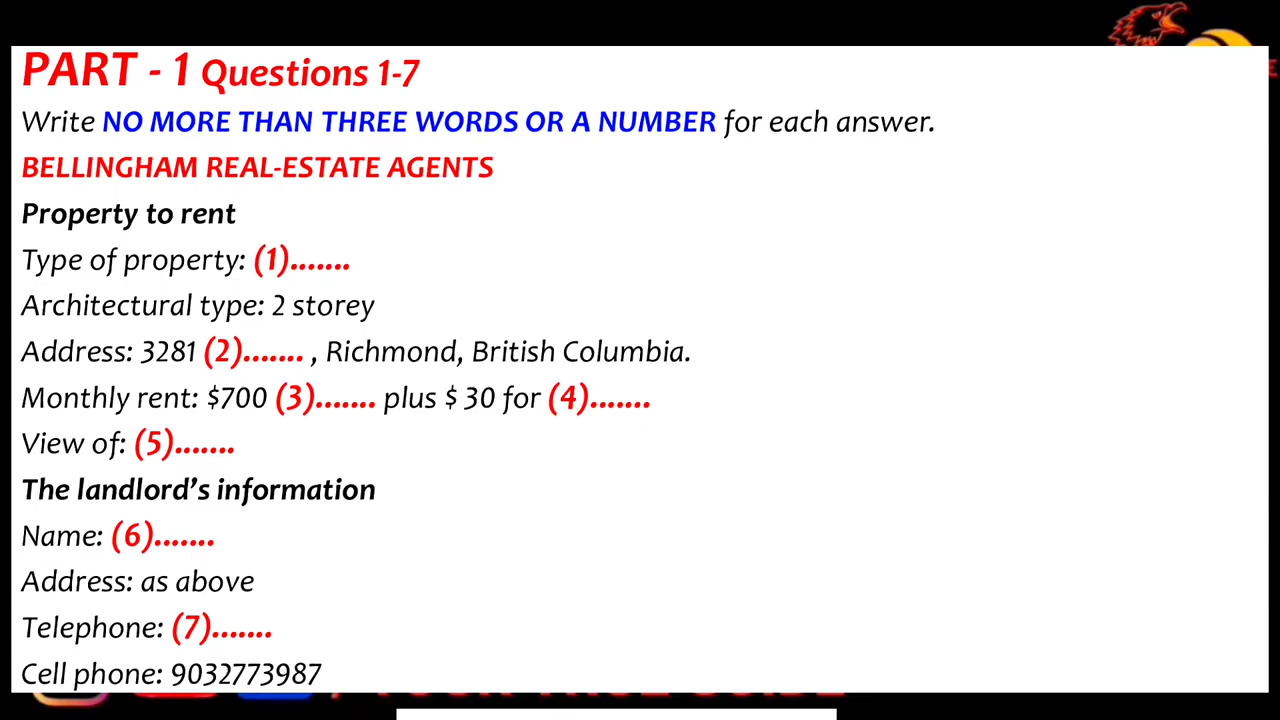 PART - 1 Questions 1-7
Write NO MORE THAN THREE WORDS OR A NUMBER for each answer.
BELLINGHAM REAL-ESTATE AGENTS
Property to rent
Type of property: (1).......
Architectural type: 2 storey
Address: 3281 (2)....... , Richmond, British Columbia.
Monthly rent: $700 (3)....... plus $ 30 for (4).......
View of: (5).......
The landlord's information
Name: (6).......
Address: as above
Telephone: (7).......
Cell phone: 9032773987